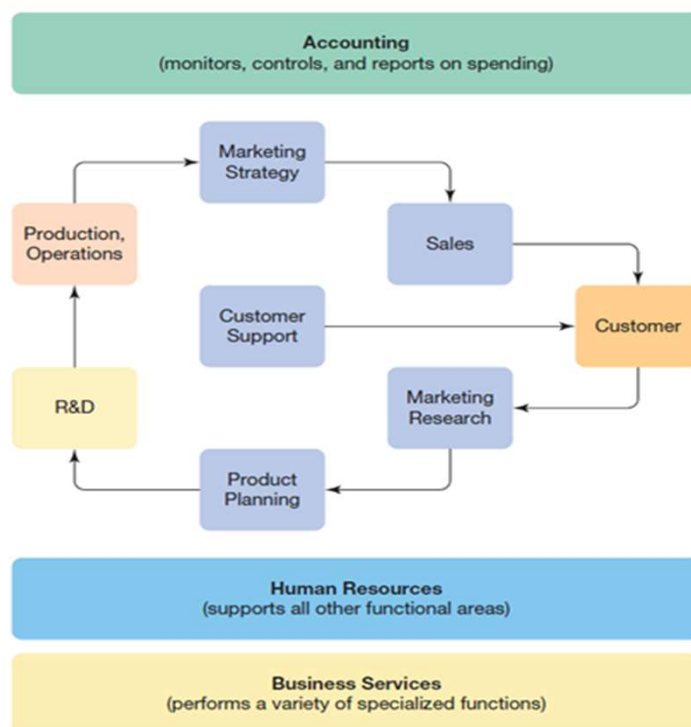 Accounting
(monitors, controls, and reports on spending)
Marketing
Strategy
Production,
Operations
Sales
Customer
Support
Customer
R&D
Marketing
Research
Product
Planning
Human Resources
(supports all other functional areas)
Business Services
(performs a variety of specialized functions)